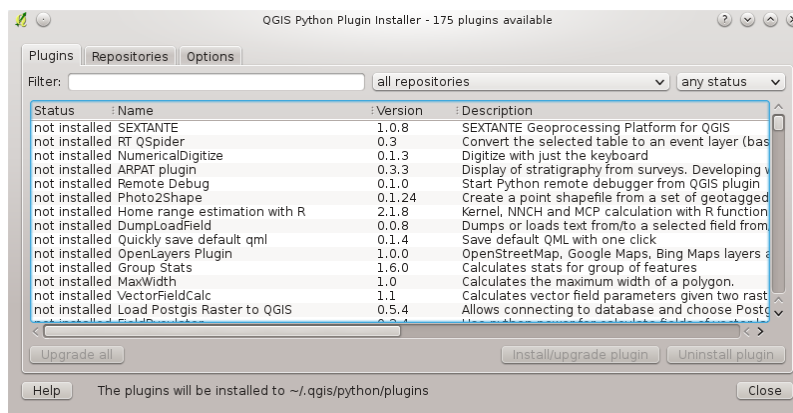 QGIS Python Plugin Installer - 175 plugins available
Plugins Repositories Options
Filter: all repositories any status
Status Name Version Description
not installed SEXTANTE 1.0.8 SEXTANTE Geoprocessing Platform for QGIS
not installed RT QSpider 0.3 Convert the selected table to an event layer (bas
not installed NumericalDigitize 0.1.3 Digitize with just the keyboard
not installed ARPAT plugin 0.3.3 Display of stratigraphy from surveys. Developing
not installed Remote Debug 0.1.0 Start Python remote debugger from QGIS plugin
not installed Photo2Shape 0.1.24 Create a point shapefile from a set of geotagged
not installed Home range estimation with R 2.1.8 Kernel, NNCH and MCP calculation with R function
not installed DumpLoadField 0.0.8 Dumps or loads text from/to a selected field from
not installed Quickly save default qml 0.1.4 Save default QML with one click
not installed OpenLayers Plugin 1.0.0 OpenStreetMap, Google Maps, Bing Maps layers a
not installed Group Stats 1.6.0 Calculates stats for group of features
not installed MaxWidth 1.0 Calculates the maximum width of a polygon.
not installed VectorFieldCalc 1.1 Calculates vector field parameters given two rast
not installed Load Postgis Raster to QGIS 0.5.4 Allows connecting to database and choose Postg
Upgrade all Install/upgrade plugin Uninstall plugin
Help The plugins will be installed to ~/.qgis/python/plugins Close